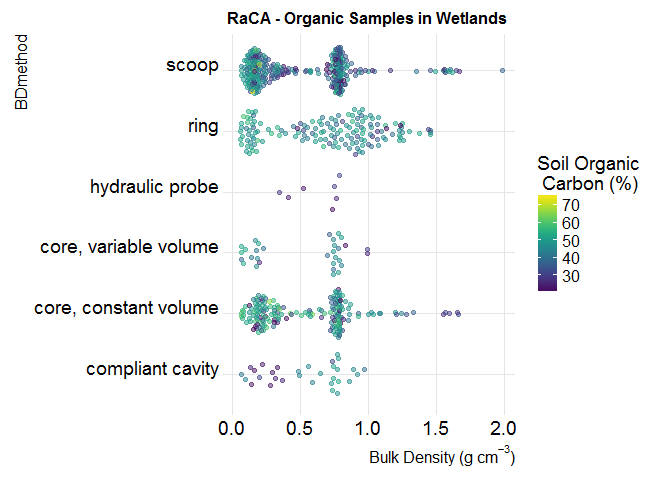 RaCA - Organic Samples in Wetlands
BDmethod
scoop
ring
hydraulic probe
core, variable volume
core, constant volume
compliant cavity
0.0 0.5 1.0 1.5 2.0
Bulk Density (g cm⁻³)
Soil Organic
Carbon (%)
70
60
50
40
30